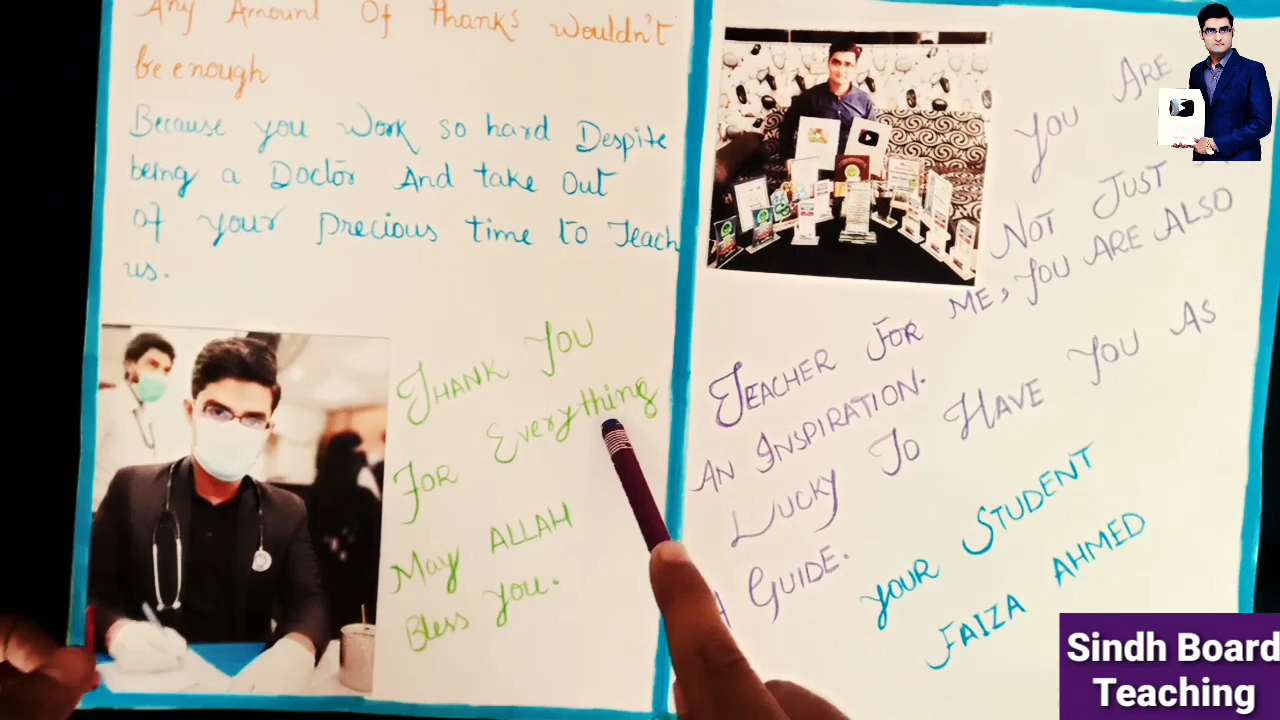 Any Amount Of thanks wouldn't
be enough
Because you work so hard Despite
being a Doctor And take Out
of your precious time to Teach
us.
Thank You
For Everything
May ALLAH
Bless you.
You ARE
NOT JUST
TEACHER FOR ME, YOU ARE ALSO
AN INSPIRATION.
LUCKY TO HAVE YOU AS
A GUIDE.
YOUR STUDENT
FAIZA AHMED
Sindh Board
Teaching